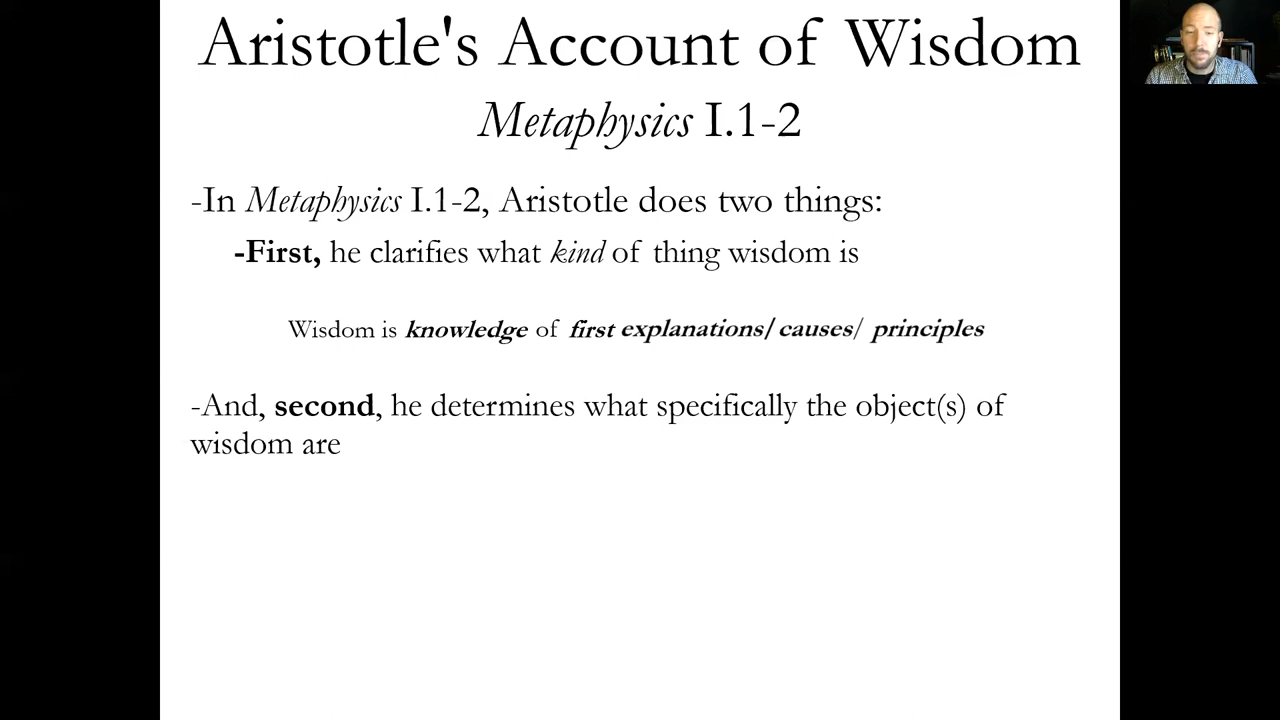 Aristotle's Account of Wisdom
Metaphysics I.1-2
-In Metaphysics I.1-2, Aristotle does two things:
-First, he clarifies what kind of thing wisdom is
Wisdom is knowledge of first explanations/ causes/ principles
-And, second, he determines what specifically the object(s) of
wisdom are